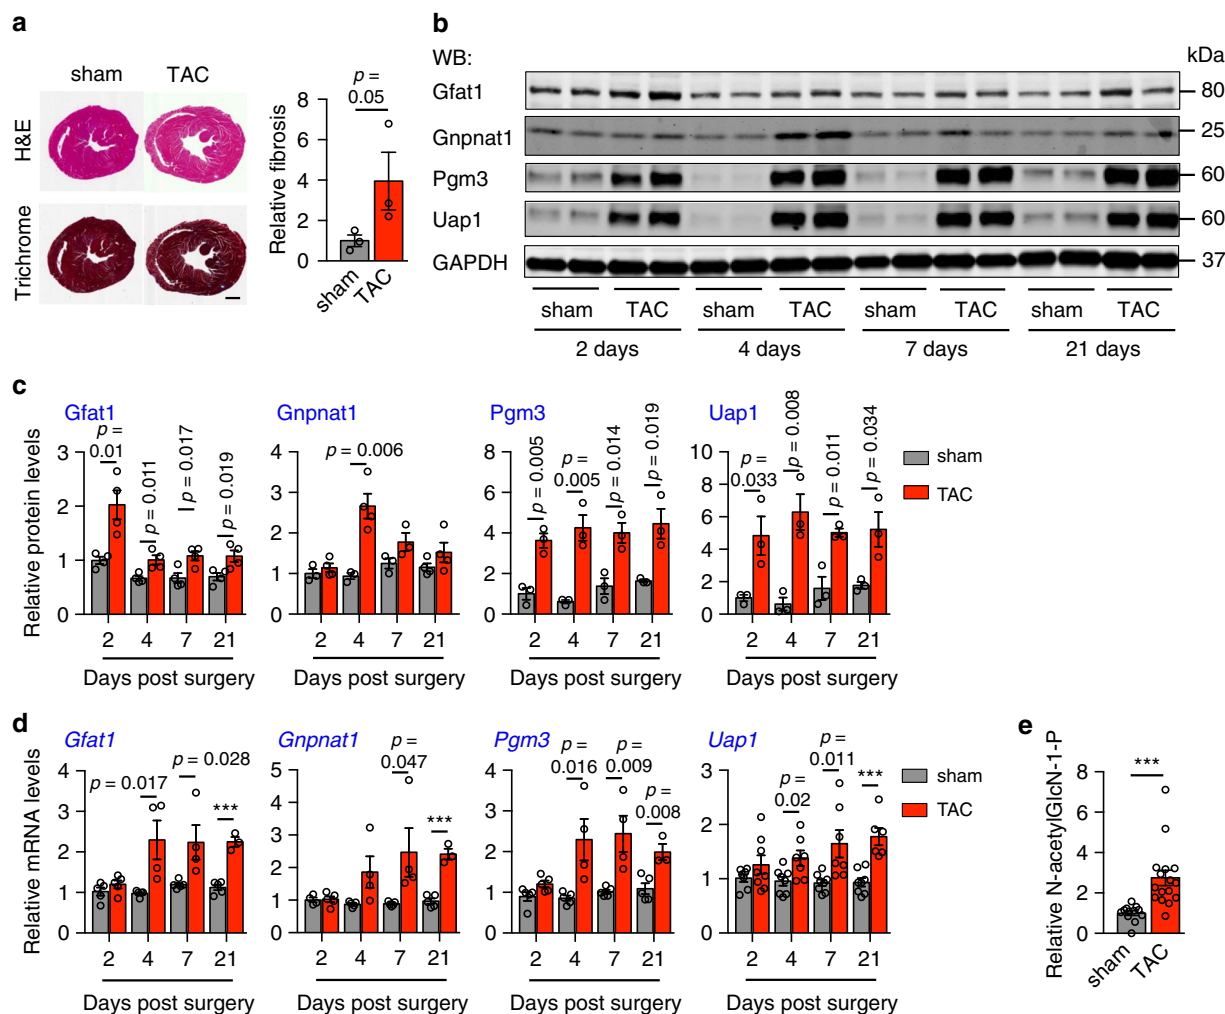 a
sham TAC
H&E
Trichrome
p =
0.05
Relative fibrosis
8
6
4
2
0
sham
TAC
b
WB:
kDa
Gfat1 80
Gnpnat1 25
Pgm3 60
Uap1 60
GAPDH 37
sham TAC sham TAC sham TAC sham TAC
2 days 4 days 7 days 21 days
c
Relative protein levels
Gfat1
p =
0.01
p = 0.011
p = 0.017
p = 0.019
3
2
1
0
2 4 7 21
Days post surgery
Gnpnat1
p = 0.006
4
3
2
1
0
2 4 7 21
Days post surgery
Pgm3
p = 0.005
p =
0.005
p = 0.014
p = 0.019
8
6
4
2
0
2 4 7 21
Days post surgery
Uap1
p =
0.033
p = 0.008
p = 0.011
p = 0.034
10
8
6
4
2
0
2 4 7 21
Days post surgery
sham
TAC
d
Relative mRNA levels
Gfat1
p = 0.017
p = 0.028
***
4
3
2
1
0
2 4 7 21
Days post surgery
Gnpnat1
p =
0.047
***
5
4
3
2
1
0
2 4 7 21
Days post surgery
Pgm3
p =
0.016
p =
0.009
p =
0.008
4
3
2
1
0
2 4 7 21
Days post surgery
Uap1
p =
0.02
p =
0.011
***
3
2
1
0
2 4 7 21
Days post surgery
sham
TAC
e
Relative N-acetylGlcN-1-P
***
8
6
4
2
0
sham
TAC